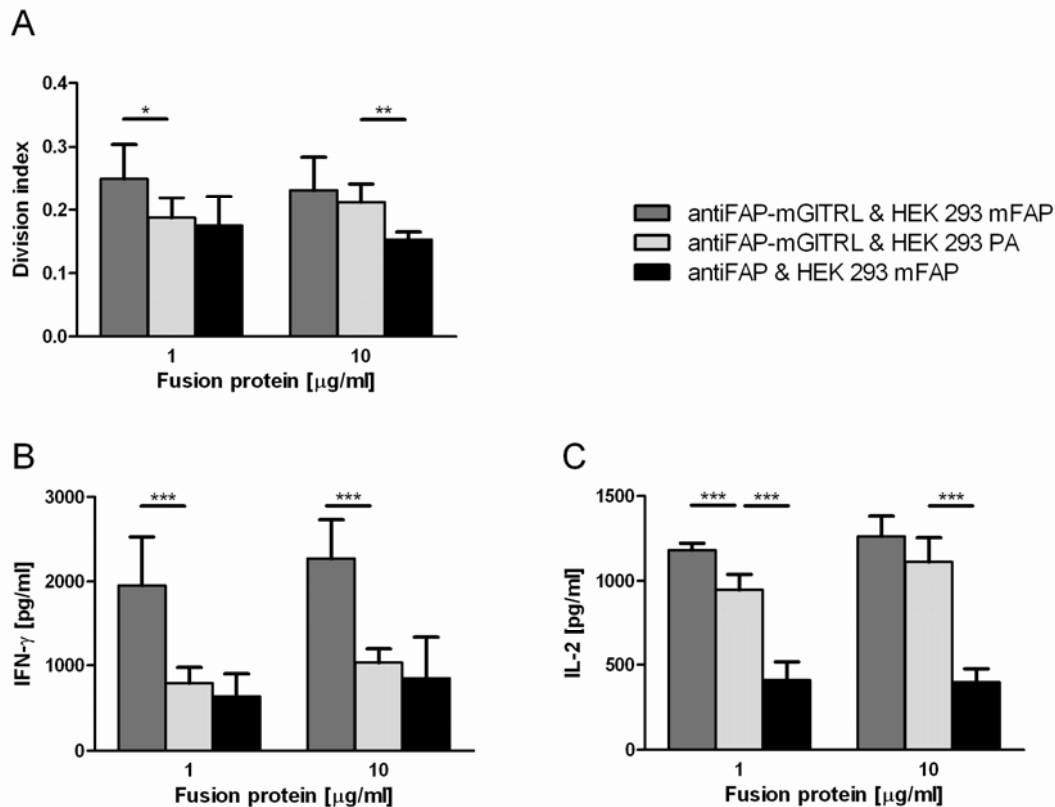 A
0.4
0.3
0.2
0.1
0.0
Division index
*
**
1
10
Fusion protein [μg/ml]
antiFAP-mGITRL & HEK 293 mFAP
antiFAP-mGITRL & HEK 293 PA
antiFAP & HEK 293 mFAP
B
3000
2000
1000
0
IFN-γ [pg/ml]
***
***
1
10
Fusion protein [μg/ml]
C
1500
1000
500
0
IL-2 [pg/ml]
***
***
***
1
10
Fusion protein [μg/ml]